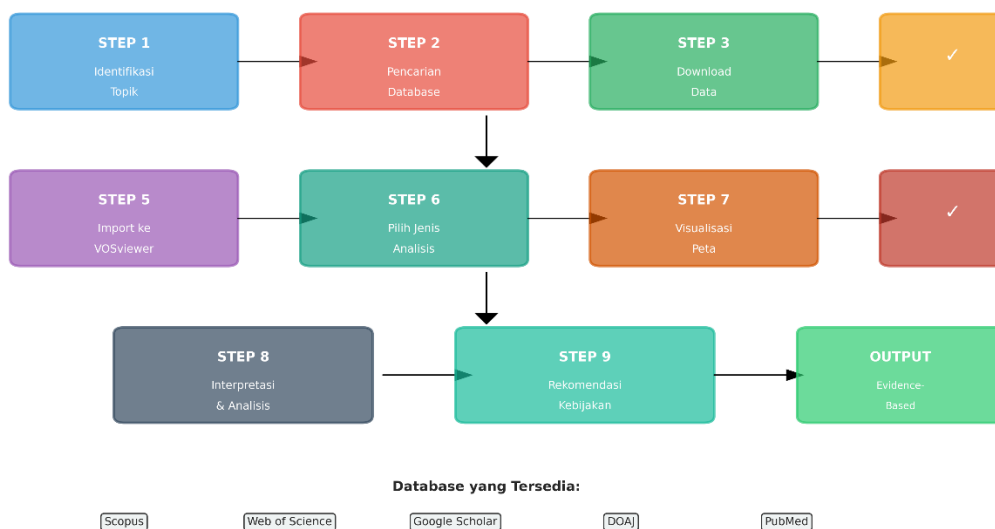 STEP 1
Identifikasi
Topik
STEP 2
Pencarian
Database
STEP 3
Download
Data
✓
STEP 5
Import ke
VOSviewer
STEP 6
Pilih Jenis
Analisis
STEP 7
Visualisasi
Peta
✓
STEP 8
Interpretasi
& Analisis
STEP 9
Rekomendasi
Kebijakan
OUTPUT
Evidence-
Based
Database yang Tersedia:
Scopus
Web of Science
Google Scholar
DOAJ
PubMed